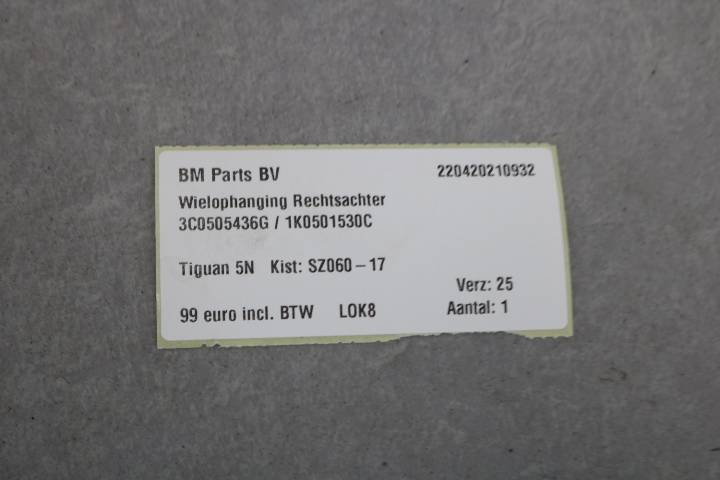 BM Parts BV 220420210932
Wielophanging Rechtsachter
3C0505436G / 1K0501530C
Tiguan 5N Kist: SZ060-17
Verz: 25
99 euro incl. BTW LOK8 Aantal: 1